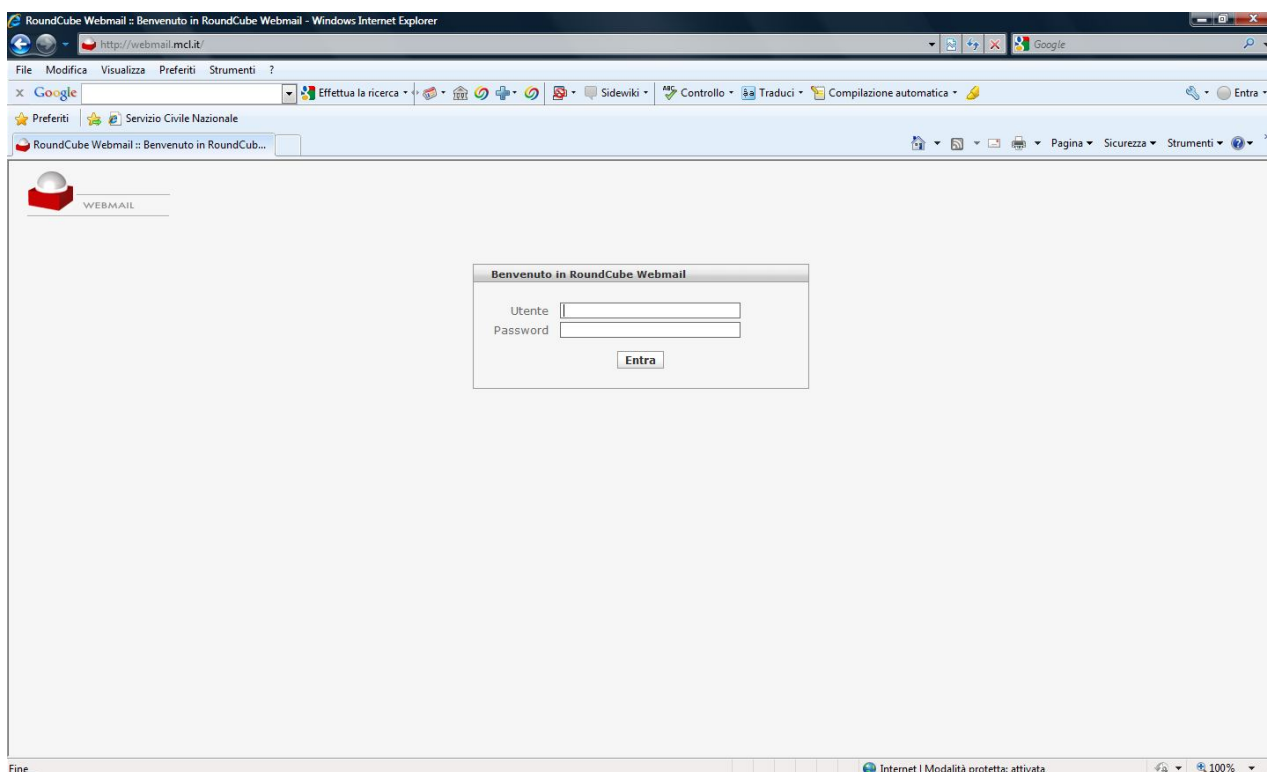 RoundCube Webmail :: Benvenuto in RoundCube Webmail - Windows Internet Explorer
http://webmail.mcl.it/ Google
File Modifica Visualizza Preferiti Strumenti ?
x Google Effettua la ricerca Sidewiki ABC Controllo Traduci Compilazione automatica Entra
Preferiti Servizio Civile Nazionale
RoundCube Webmail :: Benvenuto in RoundCub... Pagina Sicurezza Strumenti
WEBMAIL
Benvenuto in RoundCube Webmail
Utente
Password
Entra
Fine Internet | Modalità protetta: attivata 100%